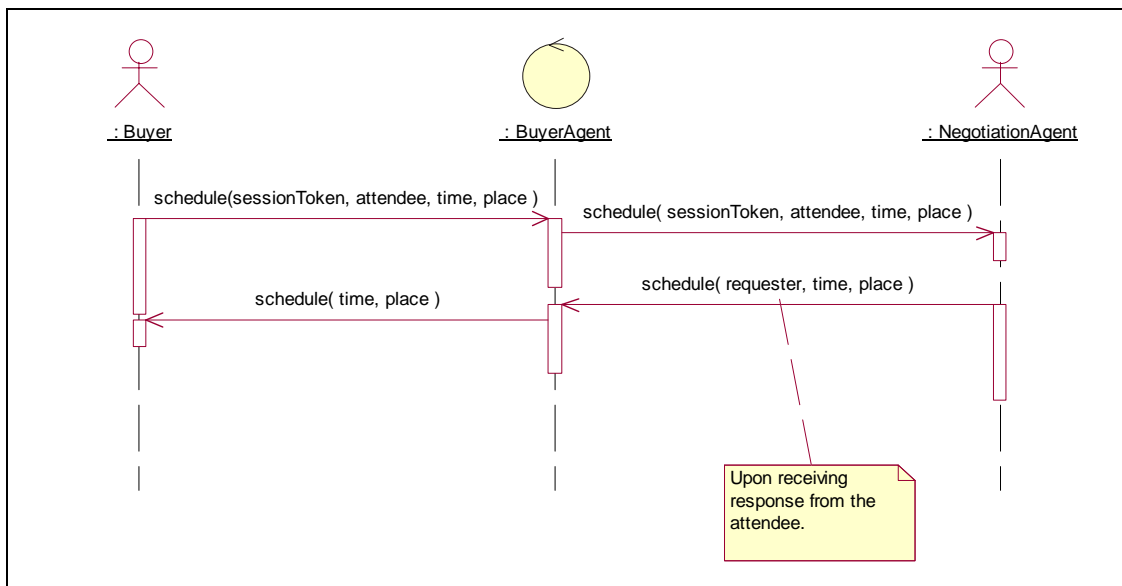 : Buyer
: BuyerAgent
: NegotiationAgent
schedule(sessionToken, attendee, time, place )
schedule( sessionToken, attendee, time, place )
schedule( requester, time, place )
schedule( time, place )
Upon receiving
response from the
attendee.